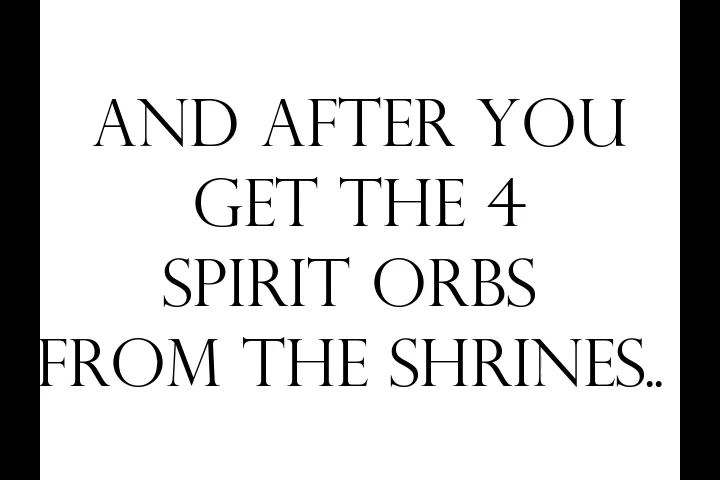 AND AFTER YOU
GET THE 4
SPIRIT ORBS
FROM THE SHRINES..